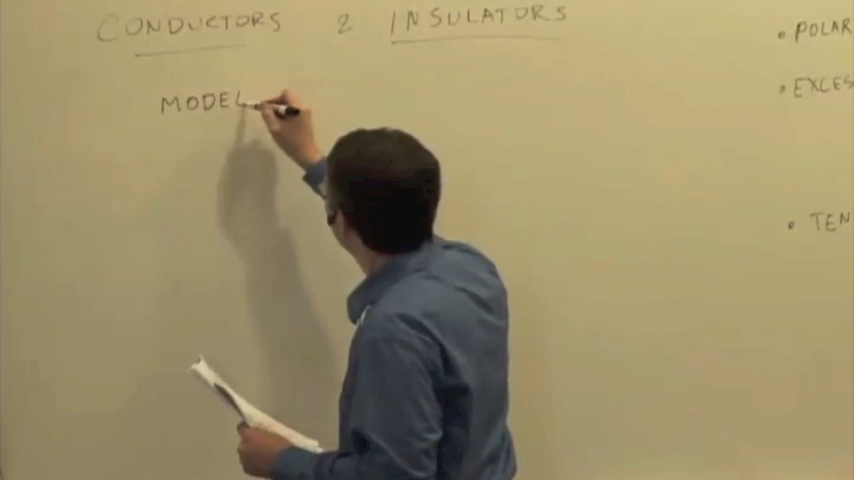 CONDUCTORS & INSULATORS
MODEL
• POLAR
• EXCES
• TEN